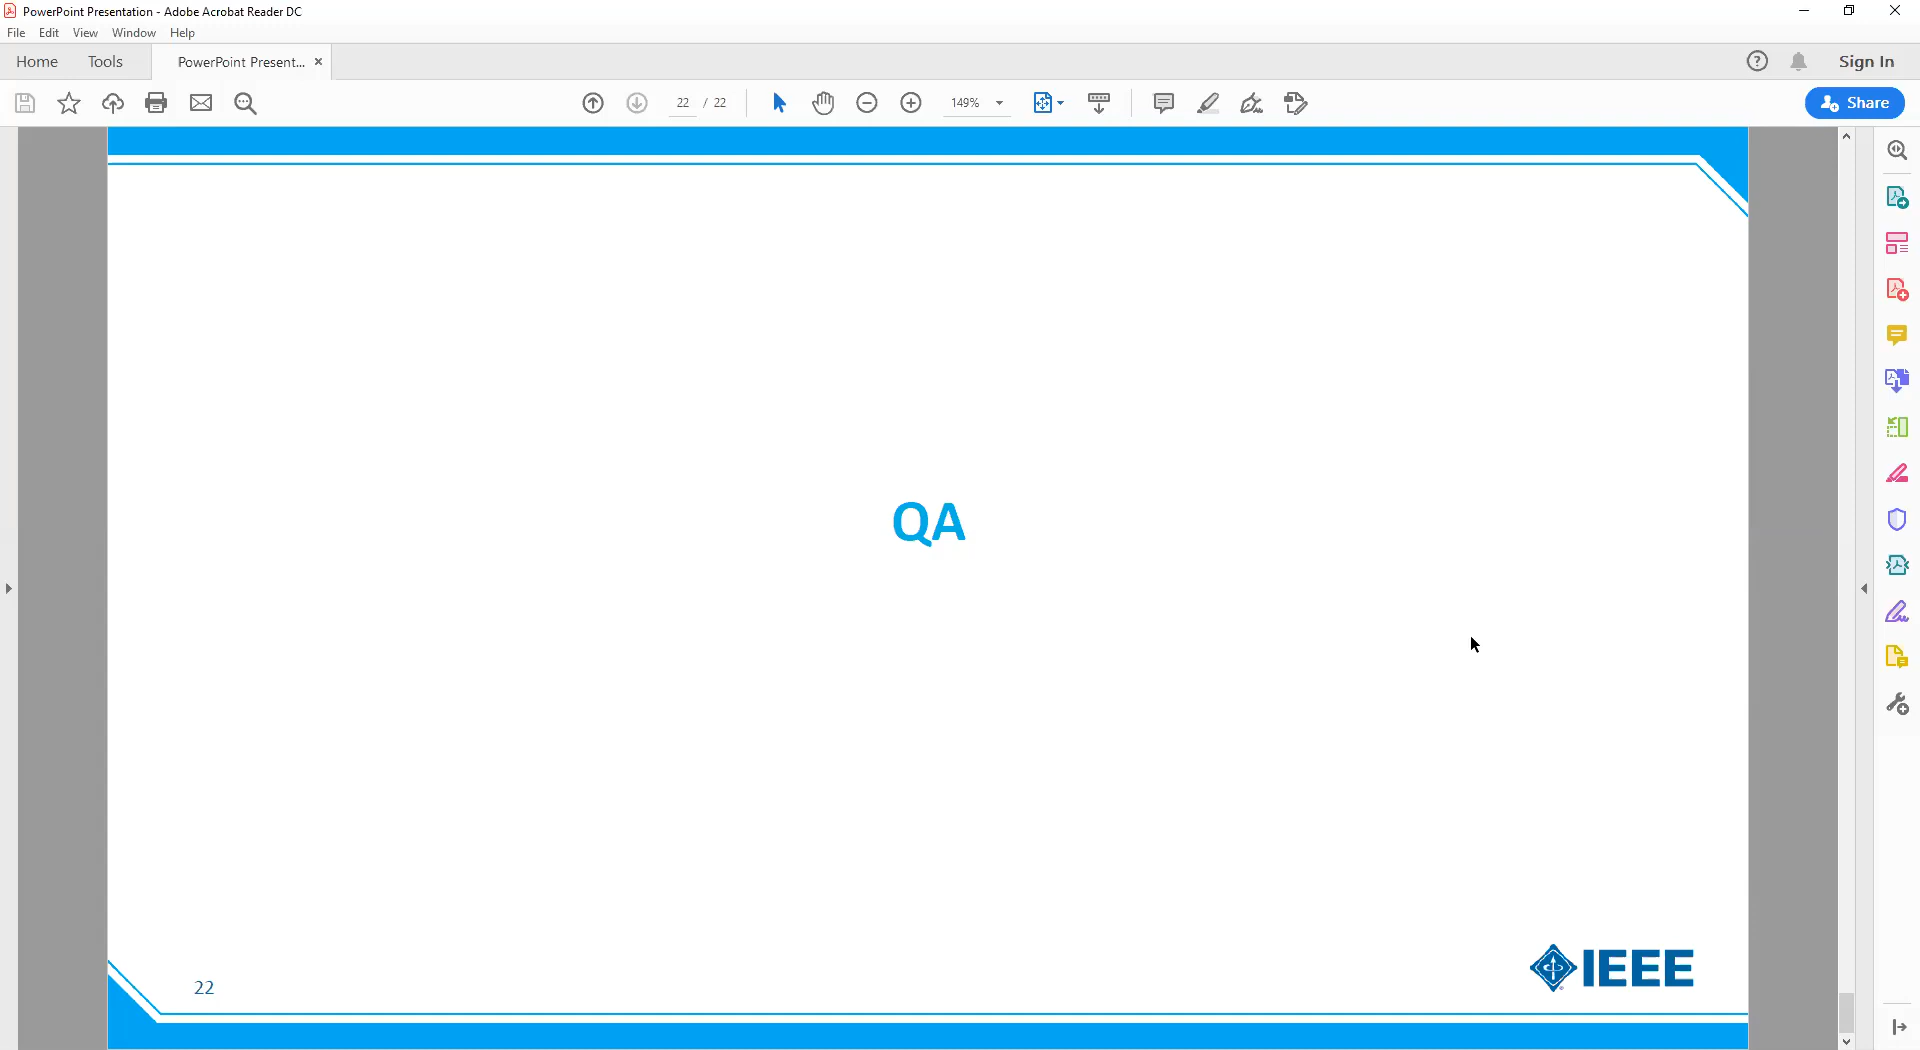 PowerPoint Presentation - Adobe Acrobat Reader DC
File Edit View Window Help
Home Tools PowerPoint Present... × Sign In
22 / 22 149% Share
QA
22
IEEE